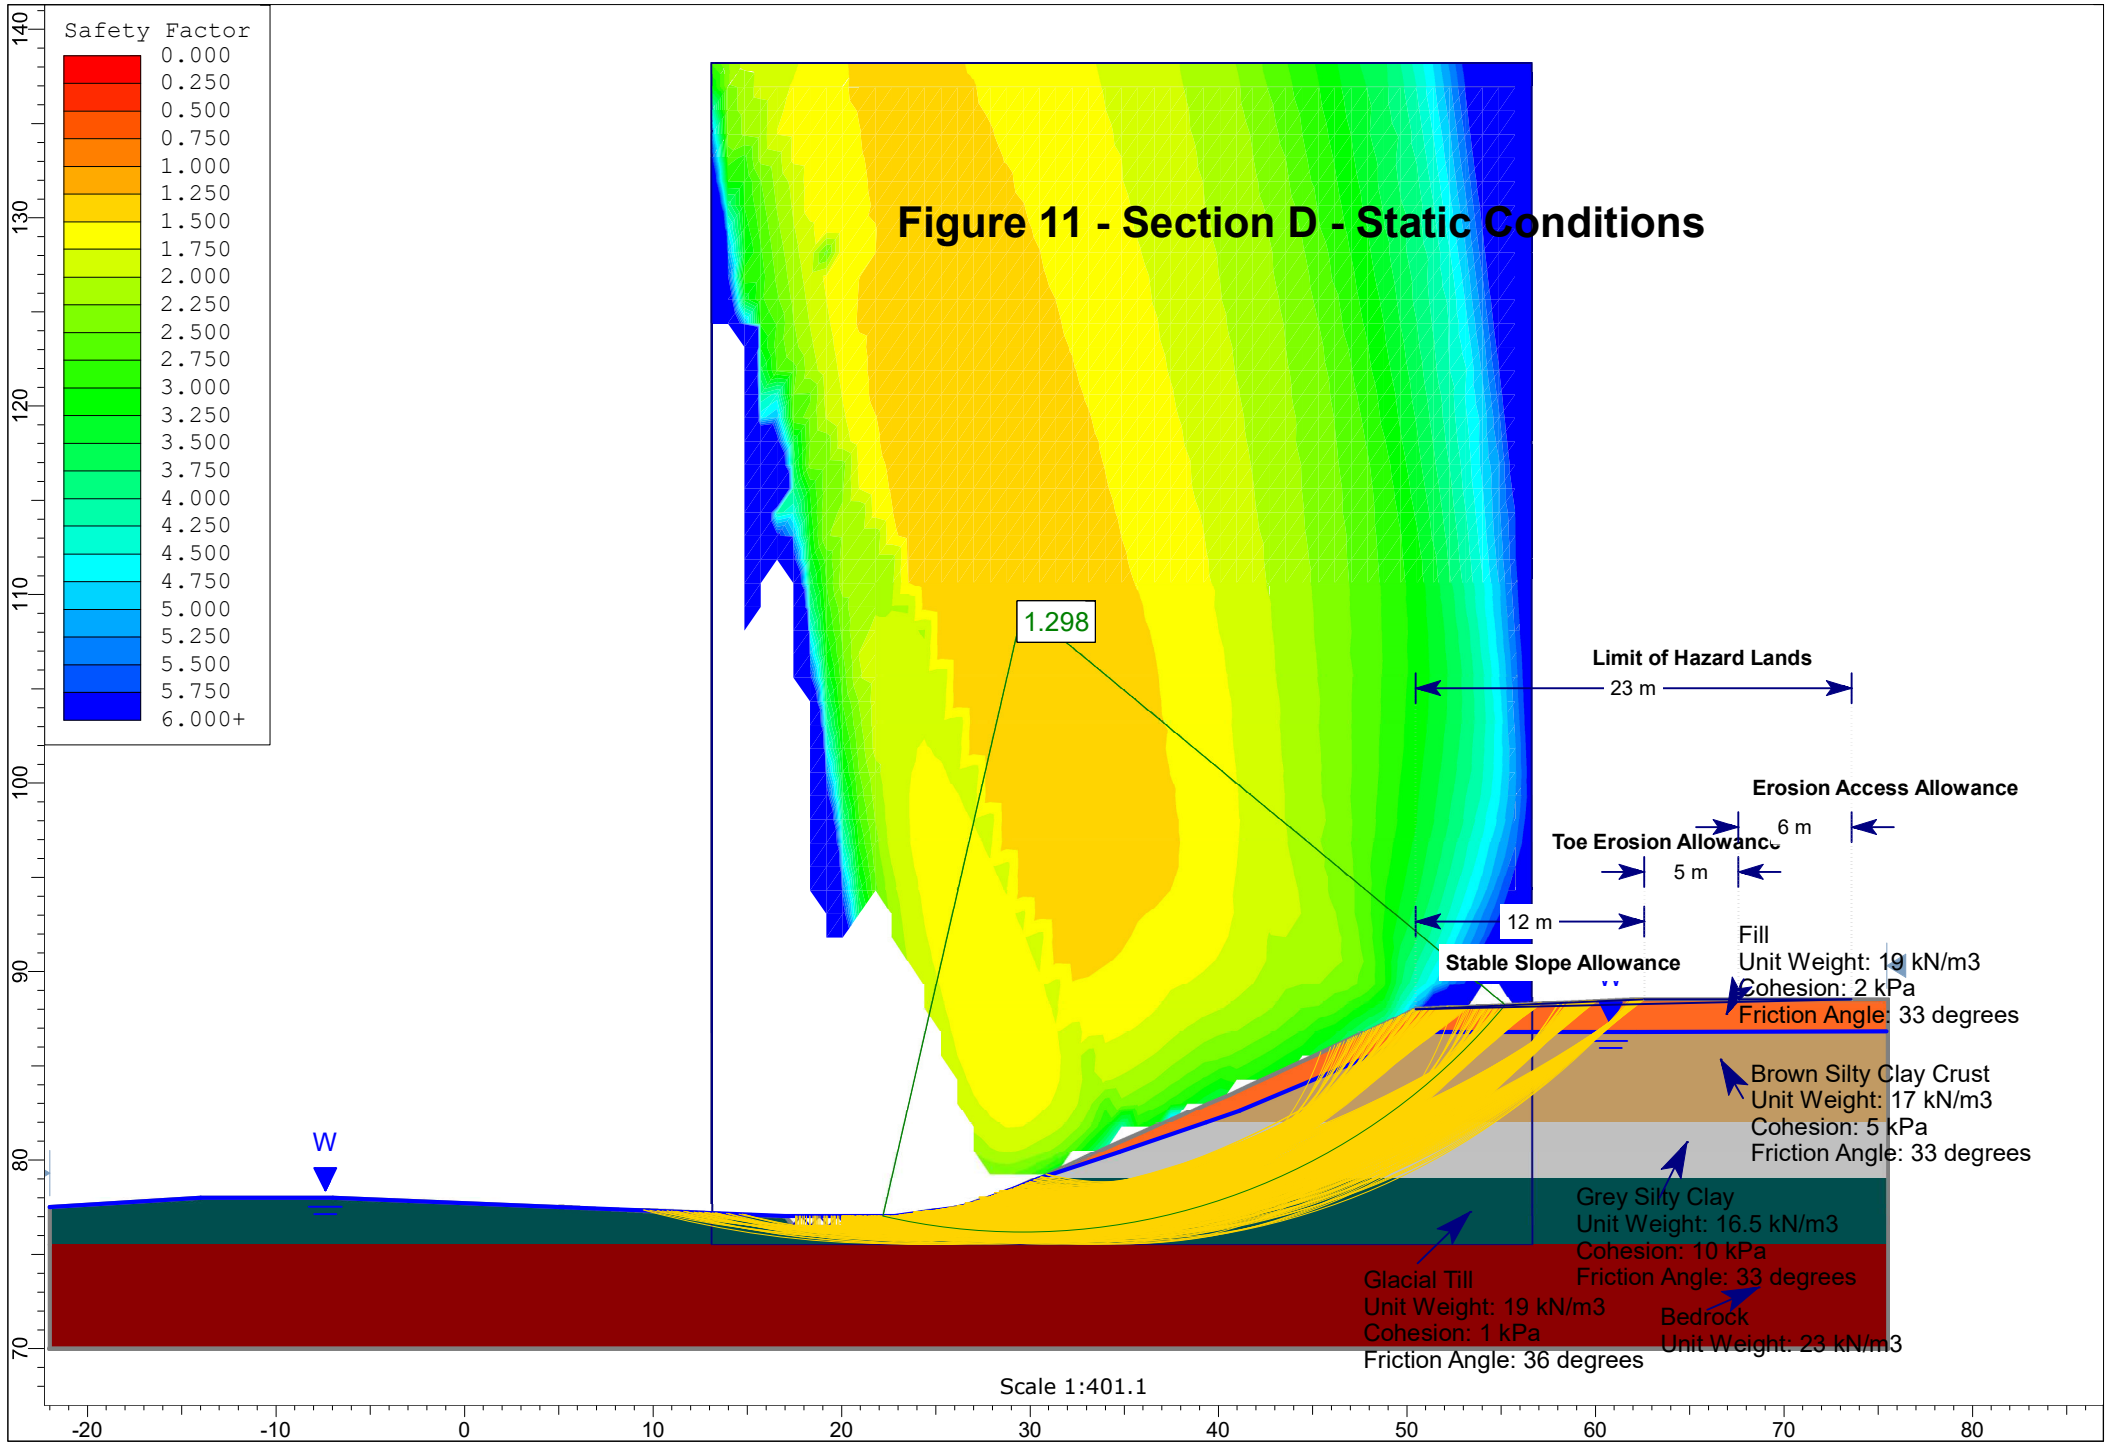 Safety Factor
0.000
0.250
0.500
0.750
1.000
1.250
1.500
1.750
2.000
2.250
2.500
2.750
3.000
3.250
3.500
3.750
4.000
4.250
4.500
4.750
5.000
5.250
5.500
5.750
6.000+
140
130
120
110
100
90
80
70
Figure 11 - Section D - Static Conditions
1.298
Limit of Hazard Lands
23 m
Erosion Access Allowance
6 m
Toe Erosion Allowance
5 m
12 m
Stable Slope Allowance
W
Fill
Unit Weight: 19 kN/m3
Cohesion: 2 kPa
Friction Angle: 33 degrees
Brown Silty Clay Crust
Unit Weight: 17 kN/m3
Cohesion: 5 kPa
Friction Angle: 33 degrees
W
Grey Silty Clay
Unit Weight: 16.5 kN/m3
Cohesion: 10 kPa
Friction Angle: 33 degrees
Glacial Till
Unit Weight: 19 kN/m3
Cohesion: 1 kPa
Friction Angle: 36 degrees
Bedrock
Unit Weight: 23 kN/m3
Scale 1:401.1
-20 -10 0 10 20 30 40 50 60 70 80